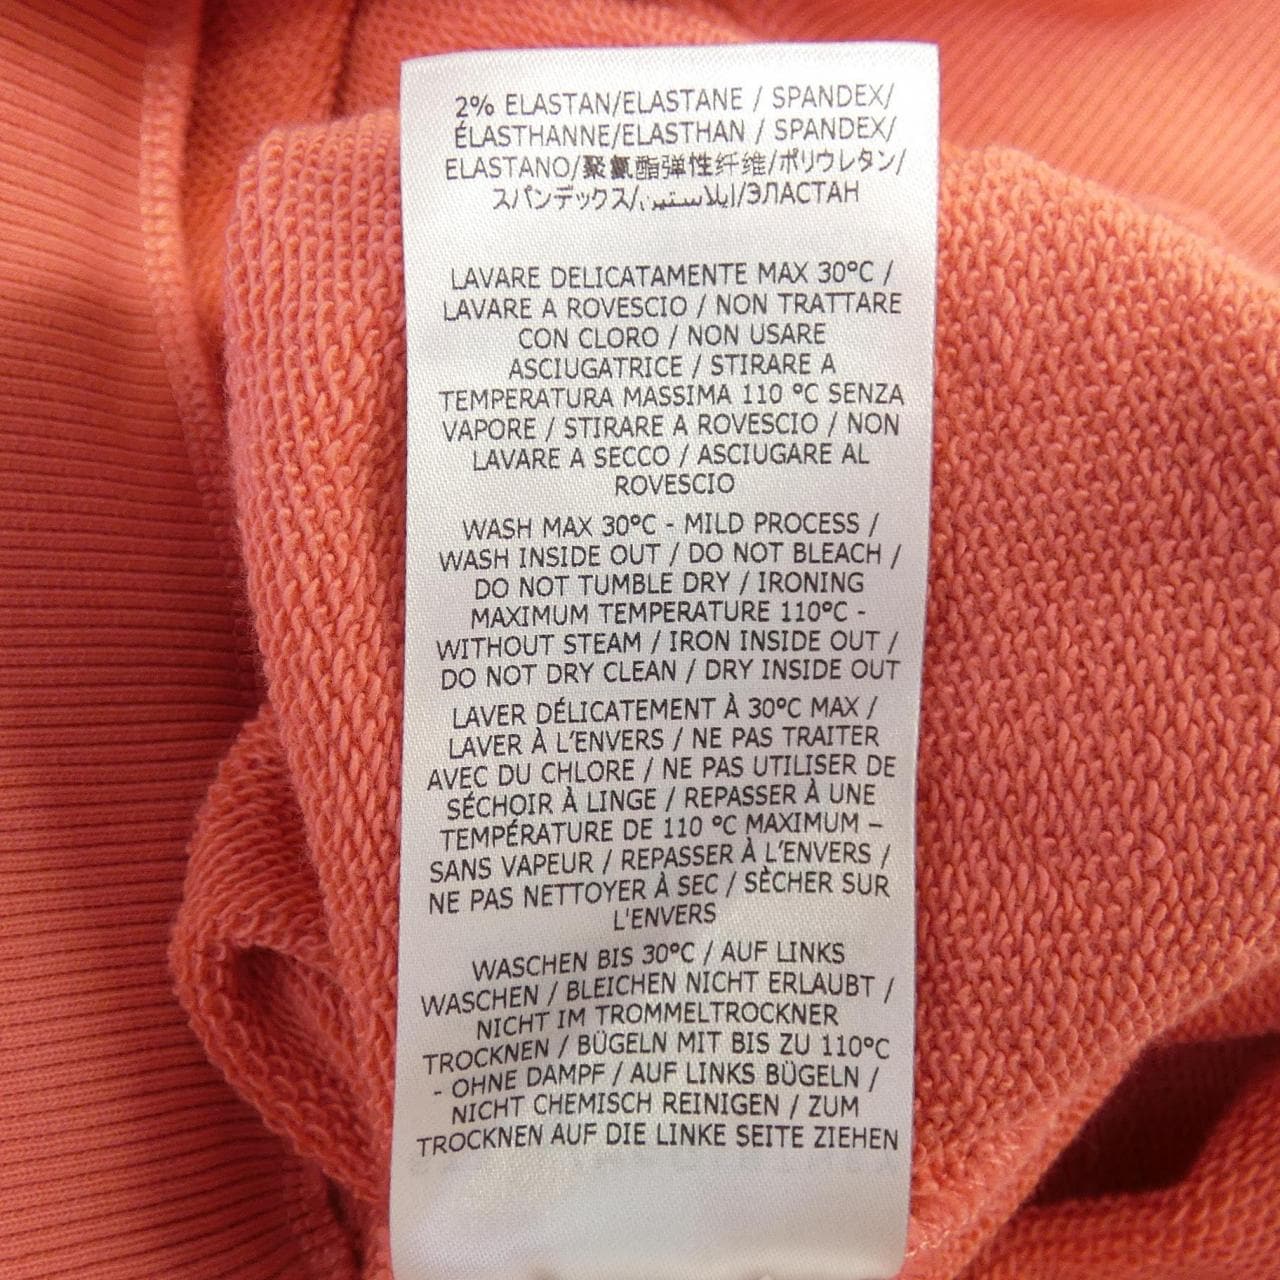 2% ELASTAN/ELASTANE / SPANDEX/
ÉLASTHANNE/ELASTHAN / SPANDEX/
ELASTANO/聚氨酯弹性纤维/ポリウレタン/
スパンデックス/إيلاستين/ЭЛАСТАН
LAVARE DELICATAMENTE MAX 30°C /
LAVARE A ROVESCIO / NON TRATTARE
CON CLORO / NON USARE
ASCIUGATRICE / STIRARE A
TEMPERATURA MASSIMA 110 °C SENZA
VAPORE / STIRARE A ROVESCIO / NON
LAVARE A SECCO / ASCIUGARE AL
ROVESCIO
WASH MAX 30°C - MILD PROCESS /
WASH INSIDE OUT / DO NOT BLEACH /
DO NOT TUMBLE DRY / IRONING
MAXIMUM TEMPERATURE 110°C -
WITHOUT STEAM / IRON INSIDE OUT /
DO NOT DRY CLEAN / DRY INSIDE OUT
LAVER DÉLICATEMENT À 30°C MAX /
LAVER À L'ENVERS / NE PAS TRAITER
AVEC DU CHLORE / NE PAS UTILISER DE
SÉCHOIR À LINGE / REPASSER À UNE
TEMPÉRATURE DE 110 °C MAXIMUM –
SANS VAPEUR / REPASSER À L'ENVERS /
NE PAS NETTOYER À SEC / SÈCHER SUR
L'ENVERS
WASCHEN BIS 30°C / AUF LINKS
WASCHEN / BLEICHEN NICHT ERLAUBT /
NICHT IM TROMMELTROCKNER
TROCKNEN / BÜGELN MIT BIS ZU 110°C
- OHNE DAMPF / AUF LINKS BÜGELN /
NICHT CHEMISCH REINIGEN / ZUM
TROCKNEN AUF DIE LINKE SEITE ZIEHEN